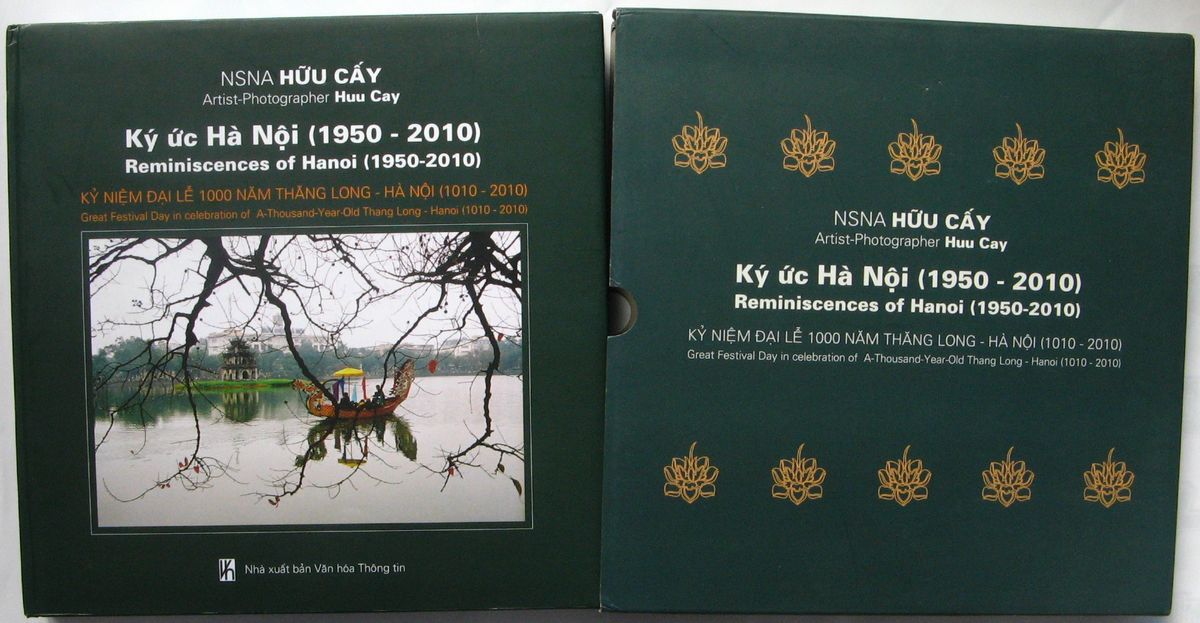 NSNA HỮU CẤY
Artist-Photographer Huu Cay
Ký ức Hà Nội (1950 - 2010)
Reminiscences of Hanoi (1950-2010)
KỶ NIỆM ĐẠI LỄ 1000 NĂM THĂNG LONG - HÀ NỘI (1010 - 2010)
Great Festival Day in celebration of A-Thousand-Year-Old Thang Long - Hanoi (1010 - 2010)
Nhà xuất bản Văn hóa Thông tin
NSNA HỮU CẤY
Artist-Photographer Huu Cay
Ký ức Hà Nội (1950 - 2010)
Reminiscences of Hanoi (1950-2010)
KỶ NIỆM ĐẠI LỄ 1000 NĂM THĂNG LONG - HÀ NỘI (1010 - 2010)
Great Festival Day in celebration of A-Thousand-Year-Old Thang Long - Hanoi (1010 - 2010)